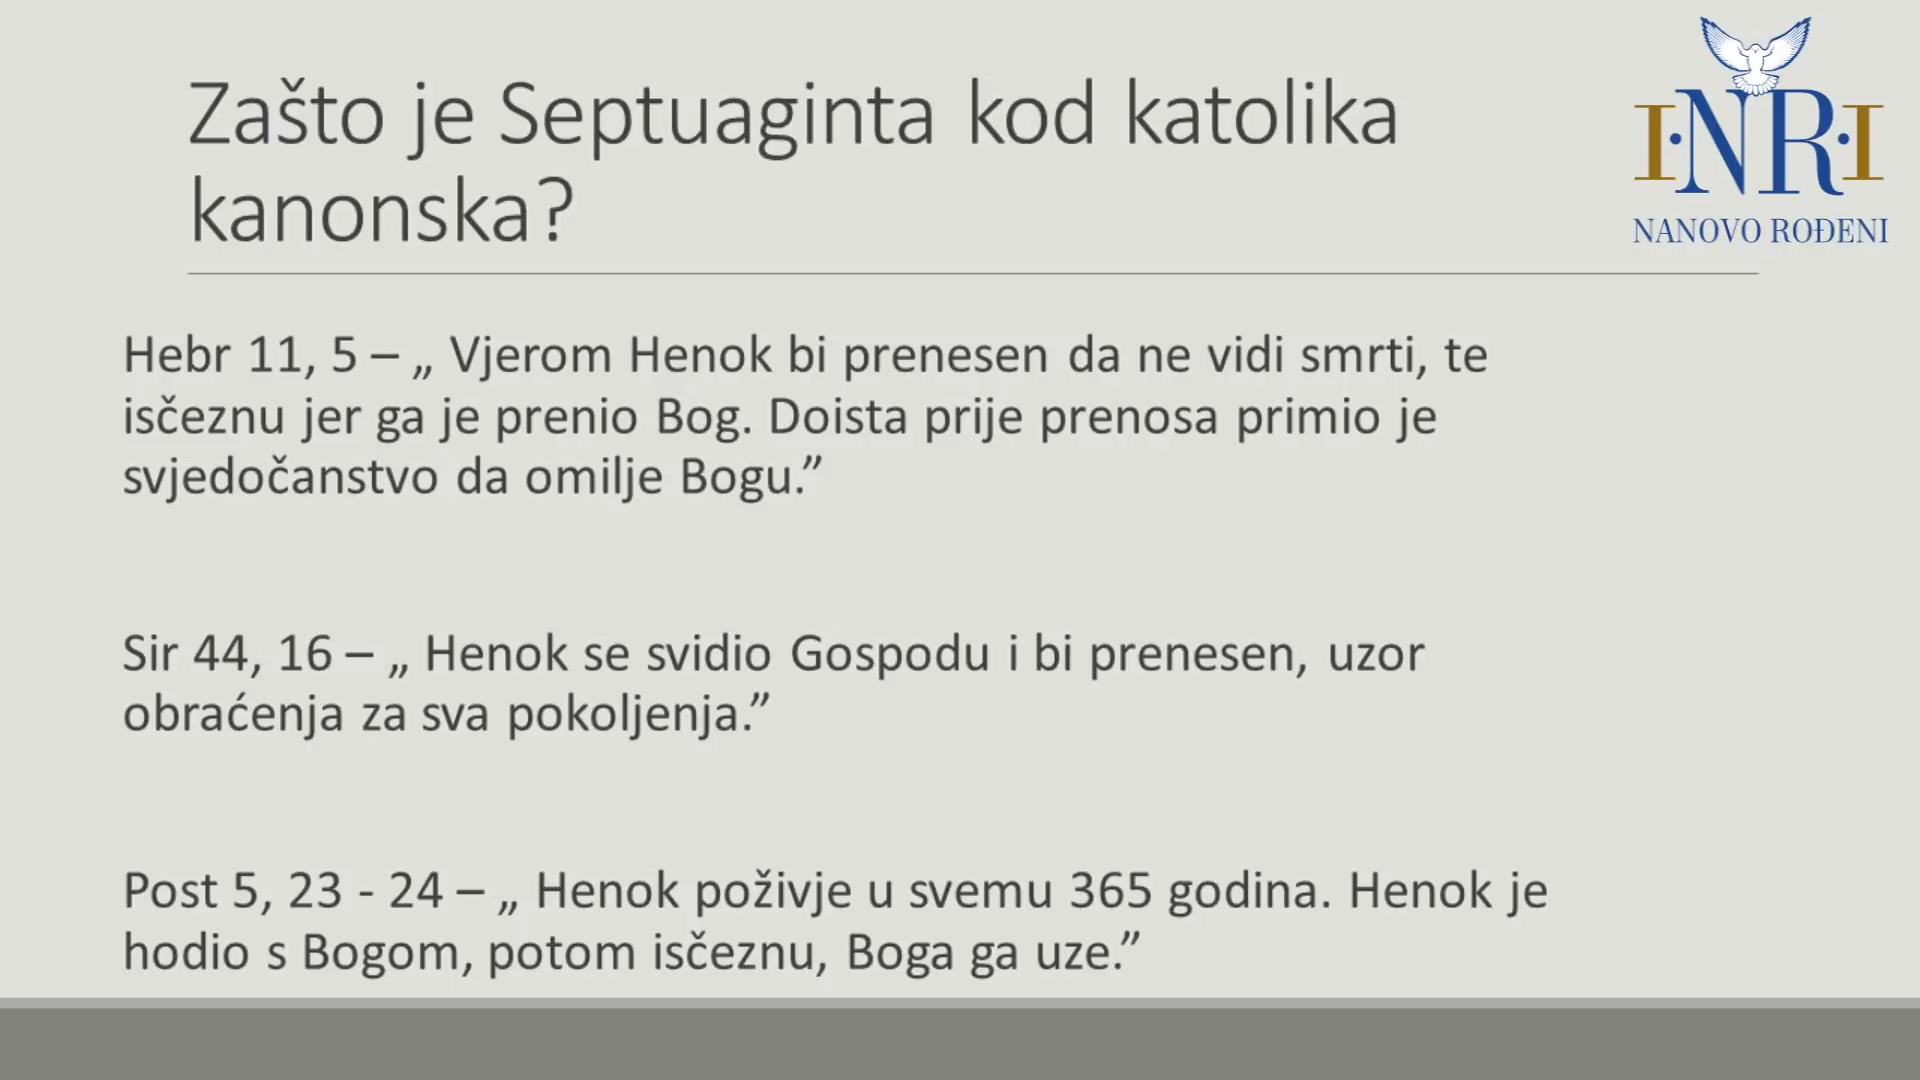 Zašto je Septuaginta kod katolika
kanonska?
I·NR·I
NANOVO ROĐENI
Hebr 11, 5 – „ Vjerom Henok bi prenesen da ne vidi smrti, te
isčeznu jer ga je prenio Bog. Doista prije prenosa primio je
svjedočanstvo da omilje Bogu.”
Sir 44, 16 – „ Henok se svidio Gospodu i bi prenesen, uzor
obraćenja za sva pokoljenja.”
Post 5, 23 - 24 – „ Henok poživje u svemu 365 godina. Henok je
hodio s Bogom, potom isčeznu, Boga ga uze.”